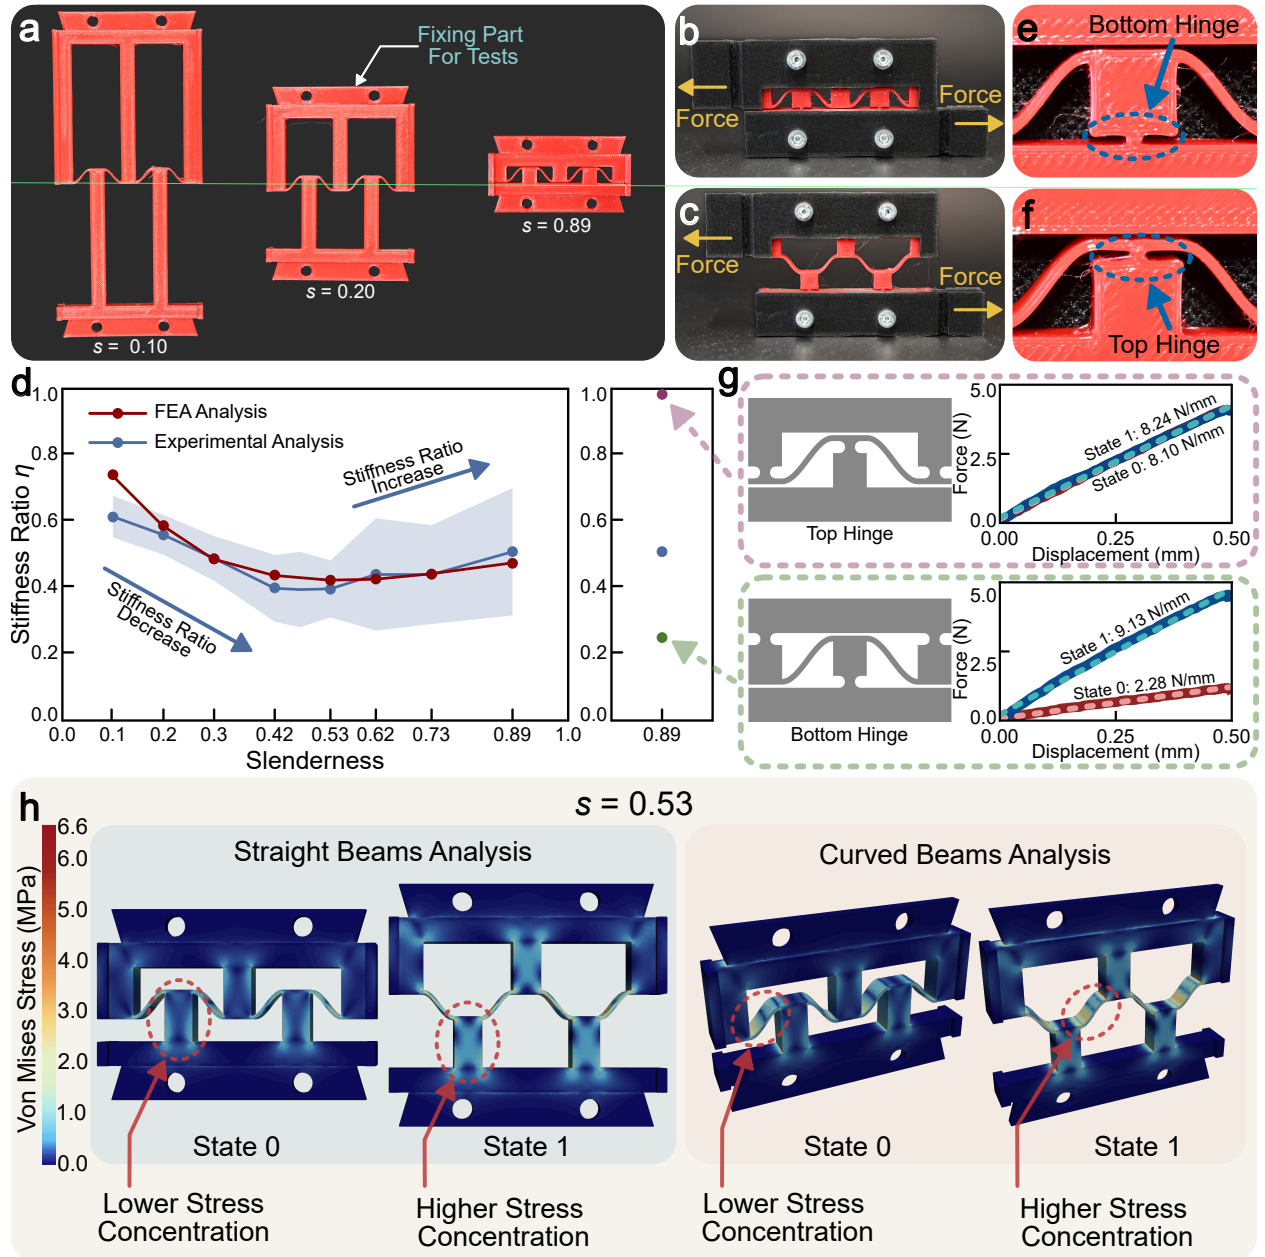 a
Fixing Part
For Tests
s = 0.10
s = 0.20
s = 0.89
b
Force
Force
c
Force
Force
e
Bottom Hinge
f
Top Hinge
d
FEA Analysis
Experimental Analysis
Stiffness Ratio
Increase
Stiffness Ratio
Decrease
Stiffness Ratio η
1.0
0.8
0.6
0.4
0.2
0.0
0.0
0.1
0.2
0.3
0.42
0.53
0.62
0.73
0.89
1.0
Slenderness
1.0
0.8
0.6
0.4
0.2
0.0
0.89
g
Top Hinge
Force (N)
5.0
2.5
0.0
State 1: 8.24 N/mm
State 0: 8.10 N/mm
0.00
0.25
0.50
Displacement (mm)
Bottom Hinge
Force (N)
5.0
2.5
0.0
State 1: 9.13 N/mm
State 0: 2.28 N/mm
0.00
0.25
0.50
Displacement (mm)
h
s = 0.53
Von Mises Stress (MPa)
6.6
6.0
5.0
4.0
3.0
2.0
1.0
0.0
Straight Beams Analysis
State 0
State 1
Lower Stress
Concentration
Higher Stress
Concentration
Curved Beams Analysis
State 0
State 1
Lower Stress
Concentration
Higher Stress
Concentration